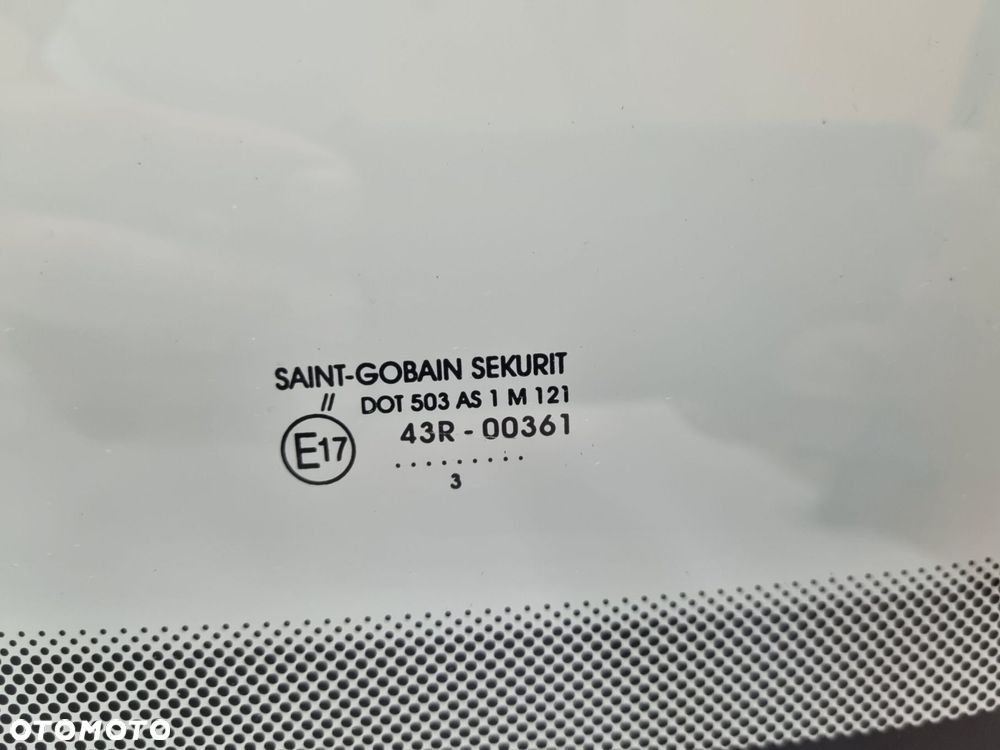 SAINT-GOBAIN SEKURIT
// DOT 503 AS 1 M 121
E17 43R - 00361
.........
3
OTOMOTO